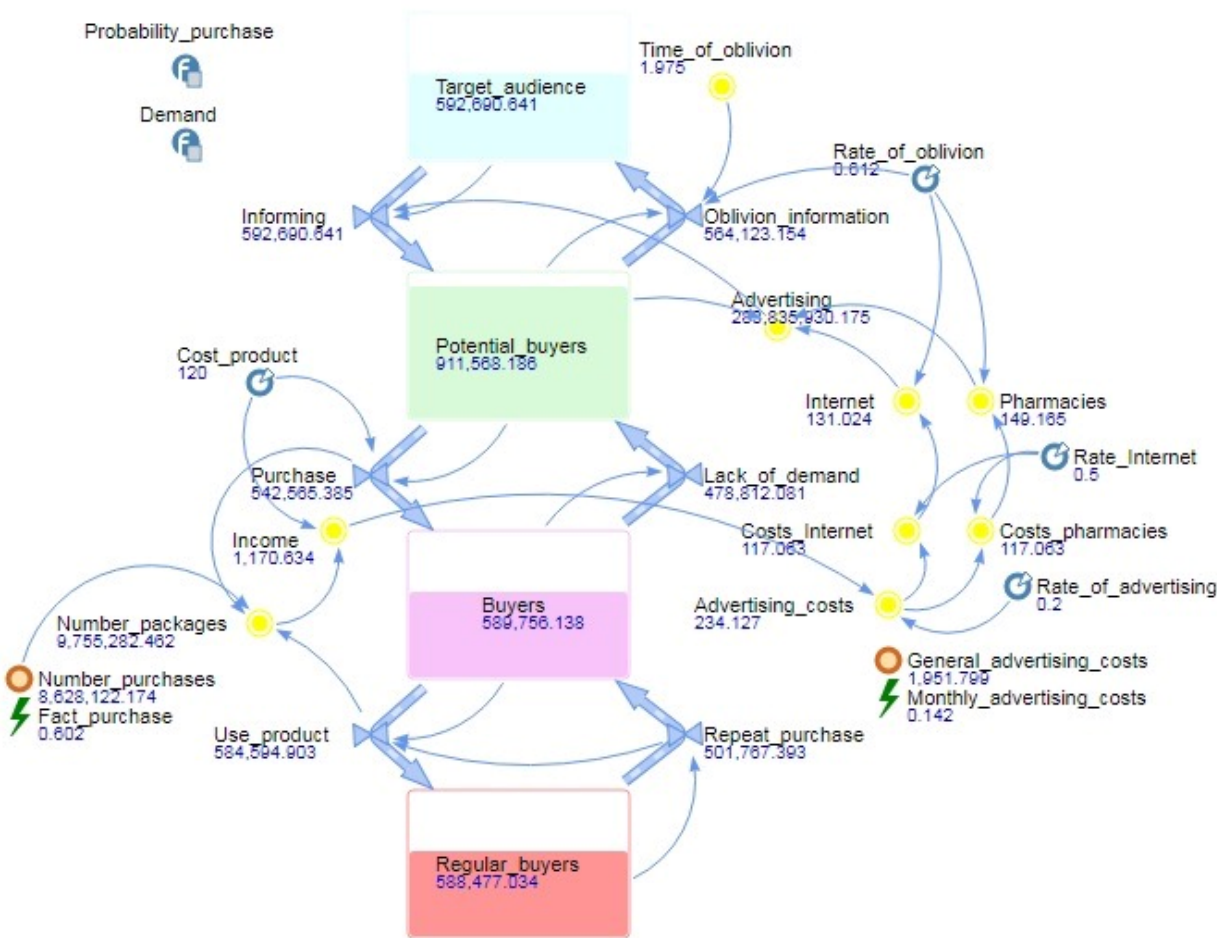 Probability_purchase
Demand
Target_audience
592,690.641
Time_of_oblivion
1.975
Rate_of_oblivion
0.612
Informing
592,690.641
Oblivion_information
564,123.154
Advertising
283,835,930.175
Potential_buyers
911,568.186
Cost_product
120
Internet
131.024
Pharmacies
149.165
Rate_Internet
0.5
Purchase
542,565.385
Lack_of_demand
478,812.081
Income
1,170.634
Costs_Internet
117.063
Costs_pharmacies
117.063
Rate_of_advertising
0.2
Buyers
589,756.138
Advertising_costs
234.127
Number_packages
9,755,282.462
Number_purchases
8,628,122.174
Fact_purchase
0.602
General_advertising_costs
1,951.799
Monthly_advertising_costs
0.142
Use_product
584,594.903
Repeat_purchase
501,767.393
Regular_buyers
588,477.034